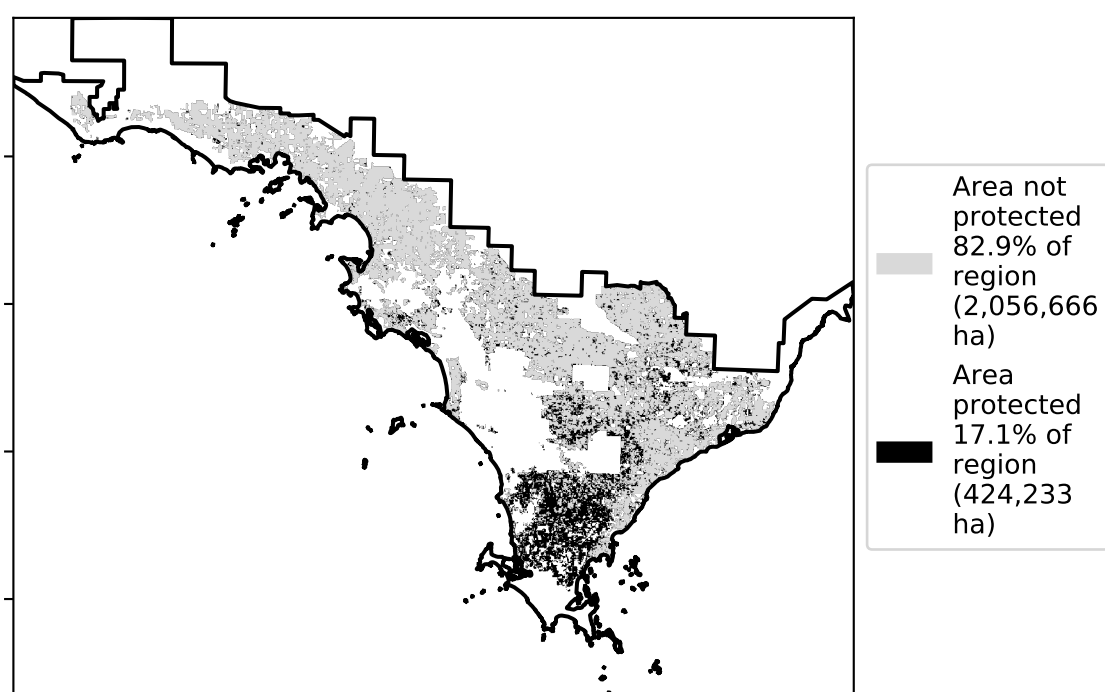 Area not
protected
82.9% of
region
(2,056,666
ha)
Area
protected
17.1% of
region
(424,233
ha)